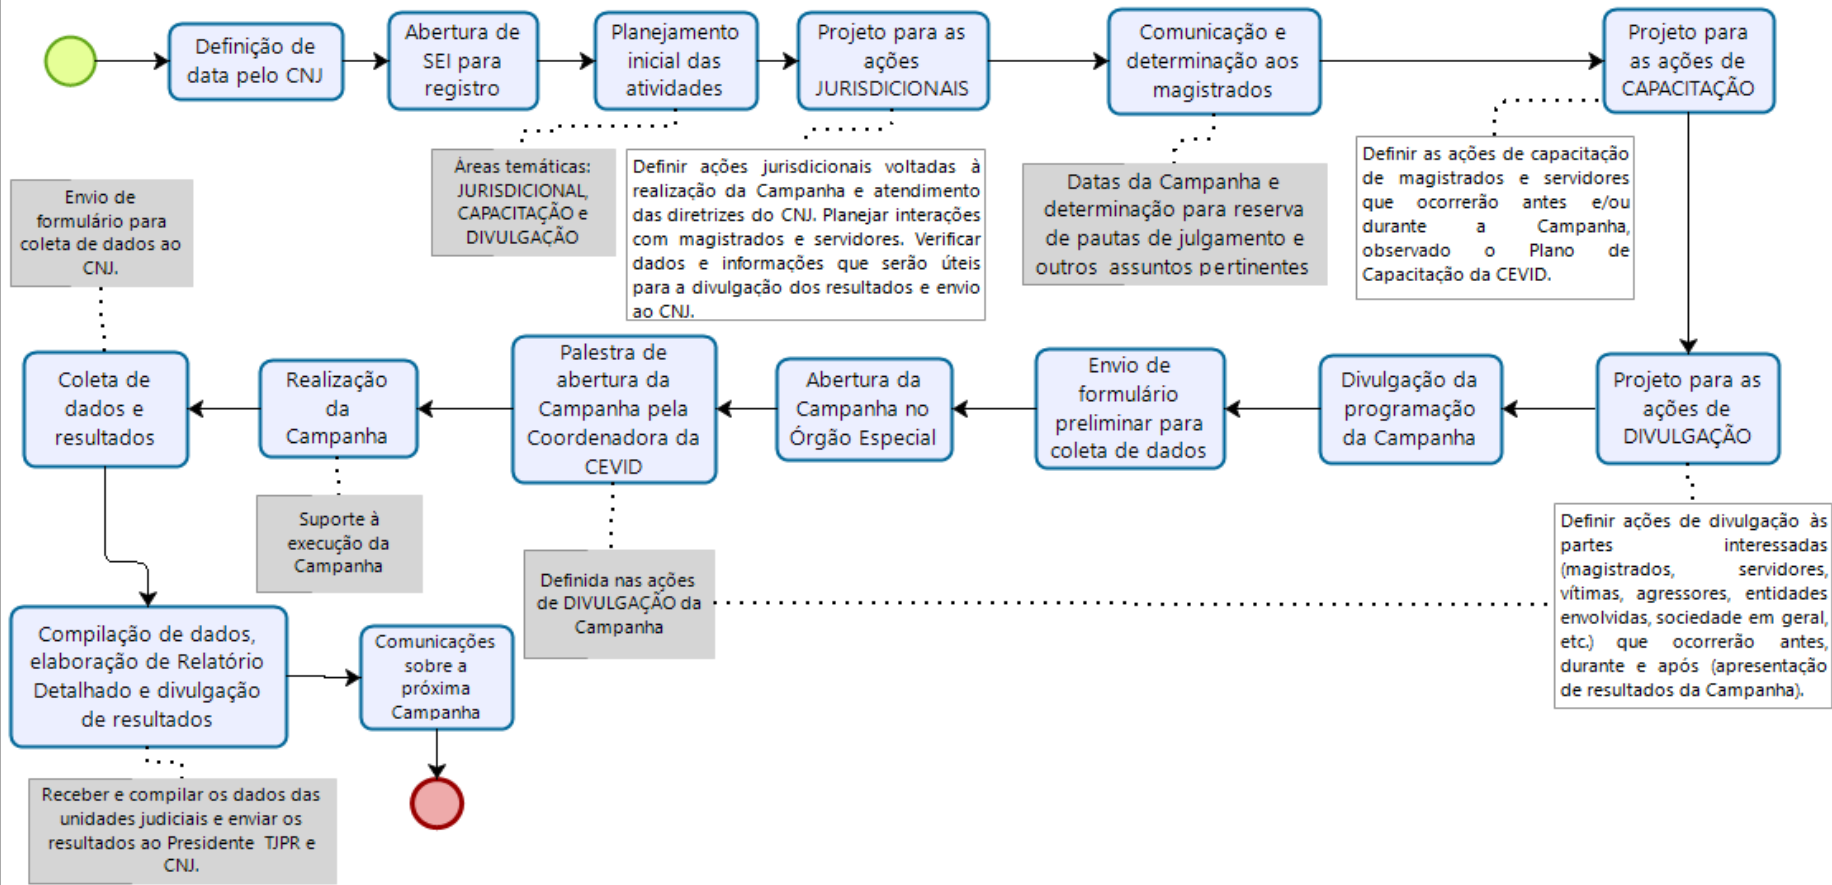 Definição de
data pelo CNJ
Abertura de
SEI para
registro
Planejamento
inicial das
atividades
Projeto para as
ações
JURISDICIONAIS
Comunicação e
determinação aos
magistrados
Projeto para
as ações de
CAPACITAÇÃO
Áreas temáticas:
JURISDICIONAL,
CAPACITAÇÃO e
DIVULGAÇÃO
Definir ações jurisdicionais voltadas à
realização da Campanha e atendimento
das diretrizes do CNJ. Planejar interações
com magistrados e servidores. Verificar
dados e informações que serão úteis
para a divulgação dos resultados e envio
ao CNJ.
Datas da Campanha e
determinação para reserva
de pautas de julgamento e
outros assuntos pertinentes
Definir as ações de capacitação
de magistrados e servidores
que ocorrerão antes e/ou
durante a Campanha,
observado o Plano de
Capacitação da CEVID.
Envio de
formulário para
coleta de dados ao
CNJ.
Coleta de
dados e
resultados
Realização
da
Campanha
Palestra de
abertura da
Campanha pela
Coordenadora da
CEVID
Abertura da
Campanha no
Órgão Especial
Envio de
formulário
preliminar para
coleta de dados
Divulgação da
programação
da Campanha
Projeto para as
ações de
DIVULGAÇÃO
Suporte à
execução da
Campanha
Definida nas ações
de DIVULGAÇÃO da
Campanha
Definir ações de divulgação às
partes interessadas
(magistrados, servidores,
vítimas, agressores, entidades
envolvidas, sociedade em geral,
etc.) que ocorrerão antes,
durante e após (apresentação
de resultados da Campanha).
Compilação de dados,
elaboração de Relatório
Detalhado e divulgação
de resultados
Comunicações
sobre a
próxima
Campanha
Receber e compilar os dados das
unidades judiciais e enviar os
resultados ao Presidente TJPR e
CNJ.